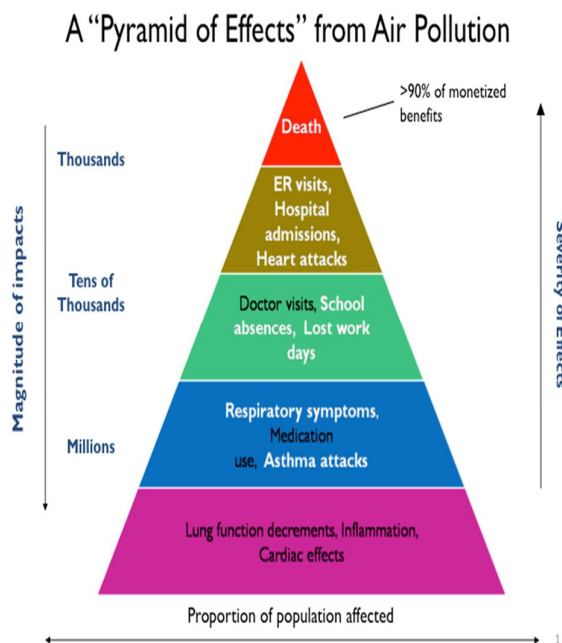 A “Pyramid of Effects” from Air Pollution
>90% of monetized
benefits
Death
Thousands
ER visits,
Hospital
admissions,
Heart attacks
Magnitude of impacts
Severity of Effects
Tens of
Thousands
Doctor visits, School
absences, Lost work
days
Millions
Respiratory symptoms,
Medication
use, Asthma attacks
Lung function decrements, Inflammation,
Cardiac effects
Proportion of population affected
1